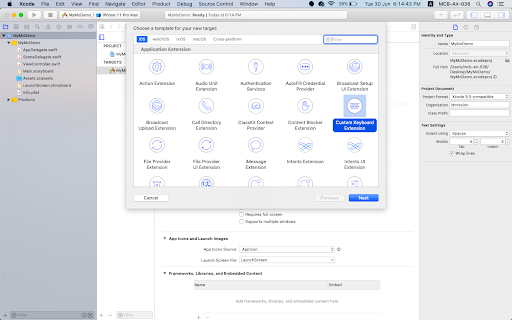 Xcode File Edit View Find Navigate Editor Product Debug Source Control Window Help
29% Tue 30 Jun 6:14:43 PM MCB-Air-036
MyMoDemo iPhone 11 Pro Max
MyMoDemo: Ready | Today at 6:14 PM
MyMoDemo
MyMoDemo
AppDelegate.swift
SceneDelegate.swift
ViewController.swift
Main.storyboard
Assets.xcassets
LaunchScreen.storyboard
Info.plist
Products
PROJECT
TARGETS
Choose a template for your new target:
iOS watchOS tvOS macOS Cross-platform
Filter
Application Extension
Action Extension
Audio Unit Extension
Authentication Services
AutoFill Credential Provider
Broadcast Setup UI Extension
Broadcast Upload Extension
Call Directory Extension
ClassKit Context Provider
Content Blocker Extension
Custom Keyboard Extension
File Provider Extension
File Provider UI Extension
iMessage Extension
Intents Extension
Intents UI Extension
Cancel
Previous
Next
Requires full screen
Supports multiple windows
App Icons and Launch Images
App Icons Source AppIcon
Launch Screen File LaunchScreen
Frameworks, Libraries, and Embedded Content
Name Embed
Add frameworks, libraries, and embedded content here
Identity and Type
Name MyMoDemo
Location Absolute
MyMoDemo.xcodeproj
Full Path /Users/mcb-air-036/
Desktop/MyMoDemo/
MyMoDemo.xcodeproj
Project Document
Project Format Xcode 9.3-compatible
Organization
Class Prefix
Text Settings
Indent Using Spaces
Widths 4 4
Tab Indent
Wrap lines